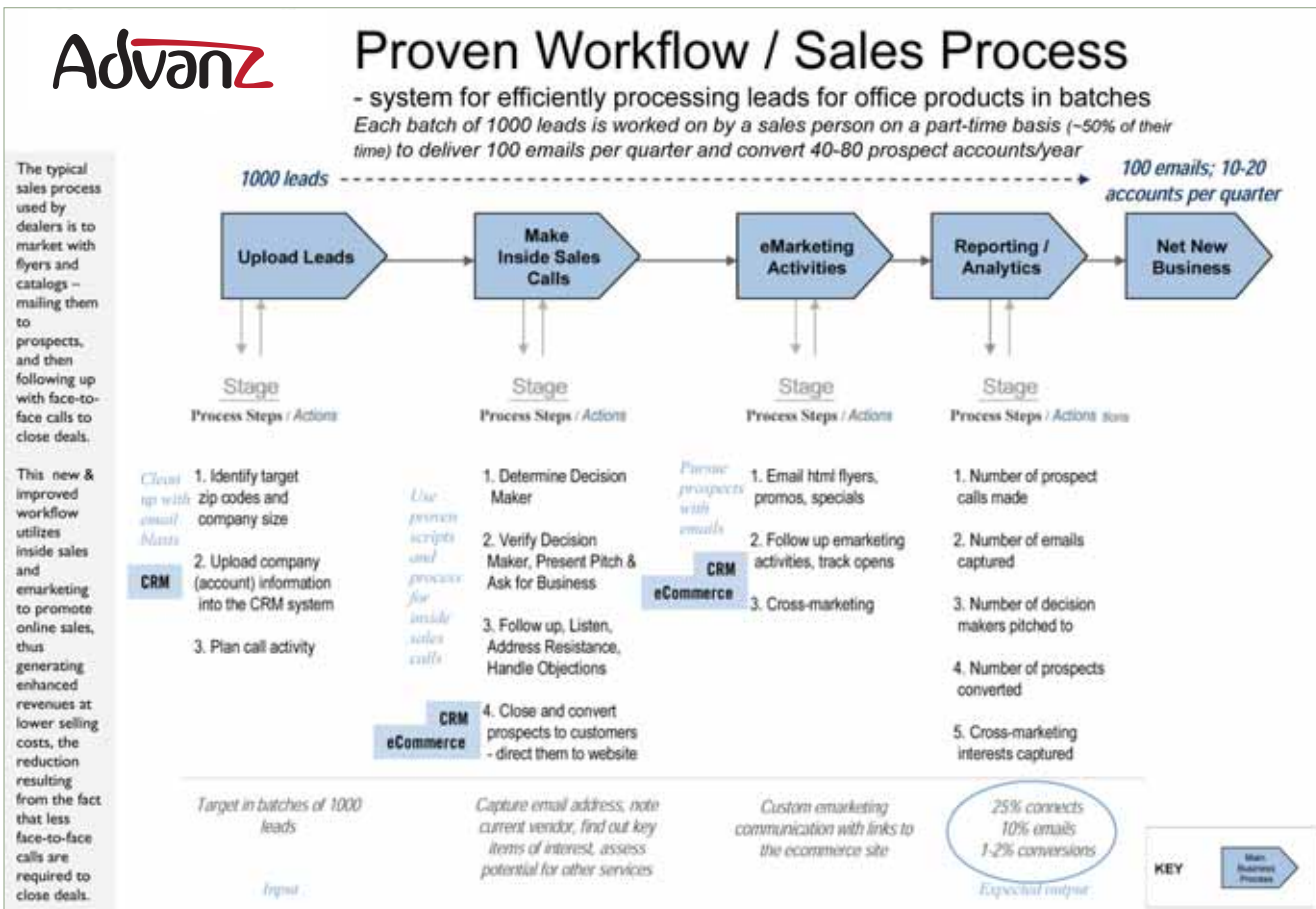 AdvanZ
Proven Workflow / Sales Process
- system for efficiently processing leads for office products in batches
Each batch of 1000 leads is worked on by a sales person on a part-time basis (~50% of their
time) to deliver 100 emails per quarter and convert 40-80 prospect accounts/year
The typical
sales process
used by
dealers is to
market with
flyers and
catalogs –
mailing them
to
prospects,
and then
following up
with face-to-
face calls to
close deals.
This new &
improved
workflow
utilizes
inside sales
and
emarketing
to promote
online sales,
thus
generating
enhanced
revenues at
lower selling
costs, the
reduction
resulting
from the fact
that less
face-to-face
calls are
required to
close deals.
1000 leads
100 emails; 10-20
accounts per quarter
Upload Leads
Make
Inside Sales
Calls
eMarketing
Activities
Reporting /
Analytics
Net New
Business
Stage
Process Steps / Actions
Clean
up with
email
blasts
CRM
1. Identify target
zip codes and
company size
2. Upload company
(account) information
into the CRM system
3. Plan call activity
Stage
Process Steps / Actions
Use
proven
scripts
and
process
for
inside
sales
calls
CRM
eCommerce
1. Determine Decision
Maker
2. Verify Decision
Maker, Present Pitch &
Ask for Business
3. Follow up, Listen,
Address Resistance,
Handle Objections
4. Close and convert
prospects to customers
- direct them to website
Stage
Process Steps / Actions
Pursue
prospects
with
emails
CRM
eCommerce
1. Email html flyers,
promos, specials
2. Follow up emarketing
activities, track opens
3. Cross-marketing
Stage
Process Steps / Actions tions
1. Number of prospect
calls made
2. Number of emails
captured
3. Number of decision
makers pitched to
4. Number of prospects
converted
5. Cross-marketing
interests captured
Target in batches of 1000
leads
Input
Capture email address, note
current vendor, find out key
items of interest, assess
potential for other services
Custom emarketing
communication with links to
the ecommerce site
25% connects
10% emails
1-2% conversions
Expected output
KEY
Main
Business
Process